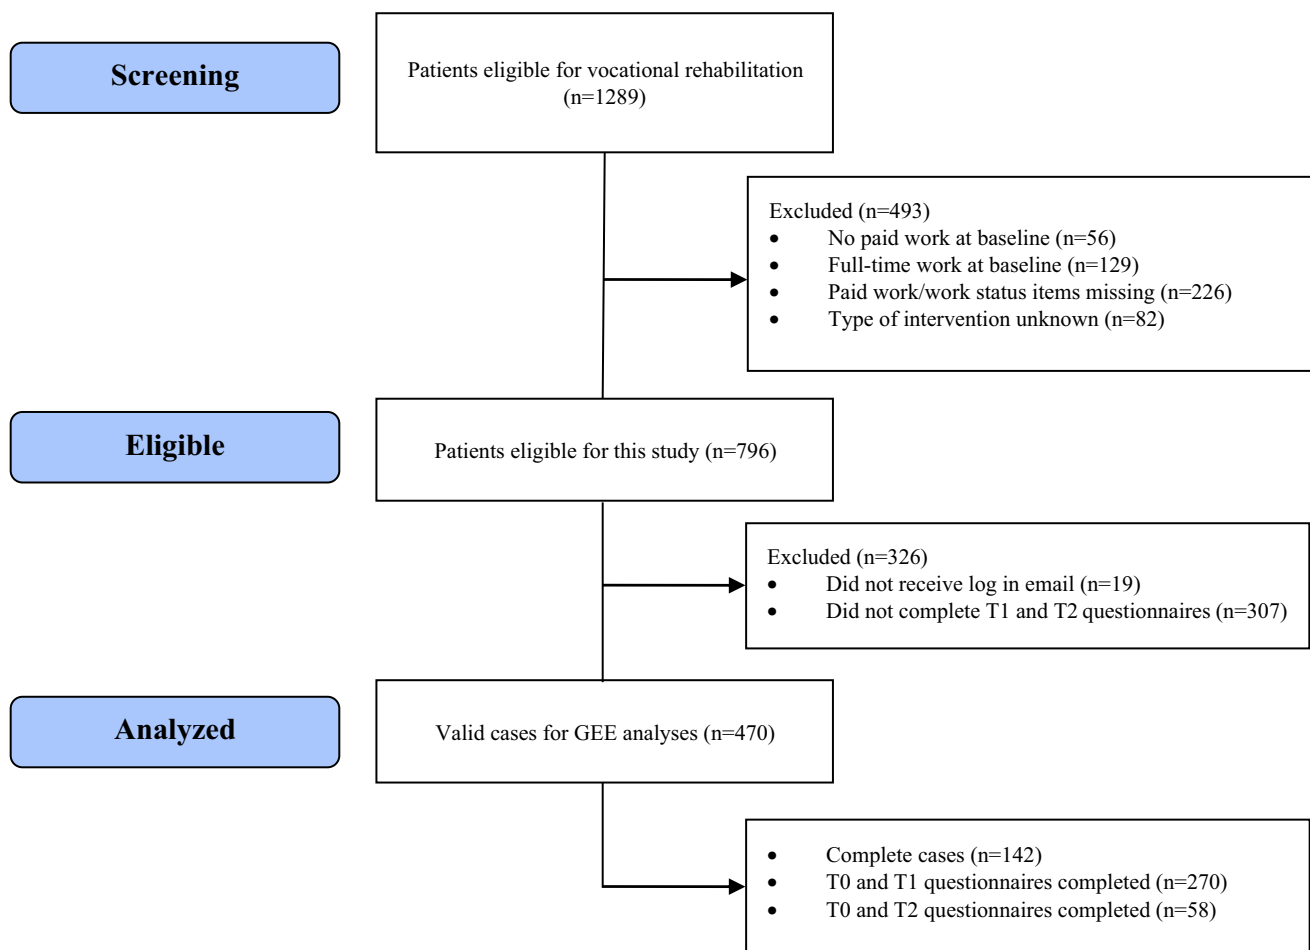 Screening
Patients eligible for vocational rehabilitation
(n=1289)
Excluded (n=493)
• No paid work at baseline (n=56)
• Full-time work at baseline (n=129)
• Paid work/work status items missing (n=226)
• Type of intervention unknown (n=82)
Eligible
Patients eligible for this study (n=796)
Excluded (n=326)
• Did not receive log in email (n=19)
• Did not complete T1 and T2 questionnaires (n=307)
Analyzed
Valid cases for GEE analyses (n=470)
• Complete cases (n=142)
• T0 and T1 questionnaires completed (n=270)
• T0 and T2 questionnaires completed (n=58)